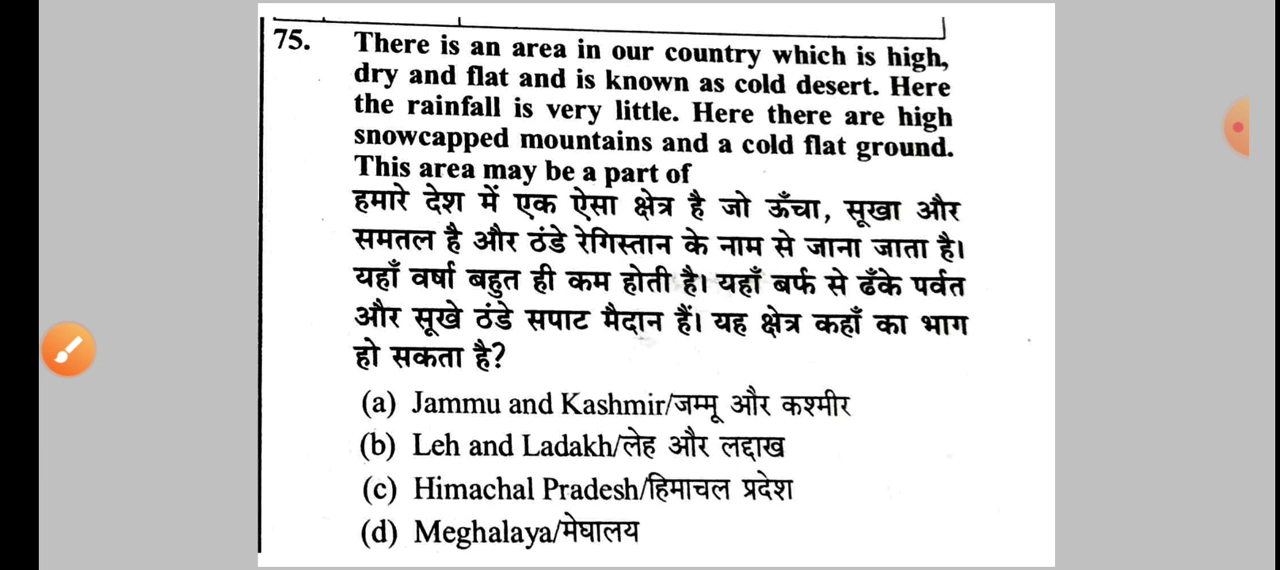 75. There is an area in our country which is high,
dry and flat and is known as cold desert. Here
the rainfall is very little. Here there are high
snowcapped mountains and a cold flat ground.
This area may be a part of
हमारे देश में एक ऐसा क्षेत्र है जो ऊँचा, सूखा और
समतल है और ठंडे रेगिस्तान के नाम से जाना जाता है।
यहाँ वर्षा बहुत ही कम होती है। यहाँ बर्फ से ढँके पर्वत
और सूखे ठंडे सपाट मैदान हैं। यह क्षेत्र कहाँ का भाग
हो सकता है?
(a) Jammu and Kashmir/जम्मू और कश्मीर
(b) Leh and Ladakh/लेह और लद्दाख
(c) Himachal Pradesh/हिमाचल प्रदेश
(d) Meghalaya/मेघालय